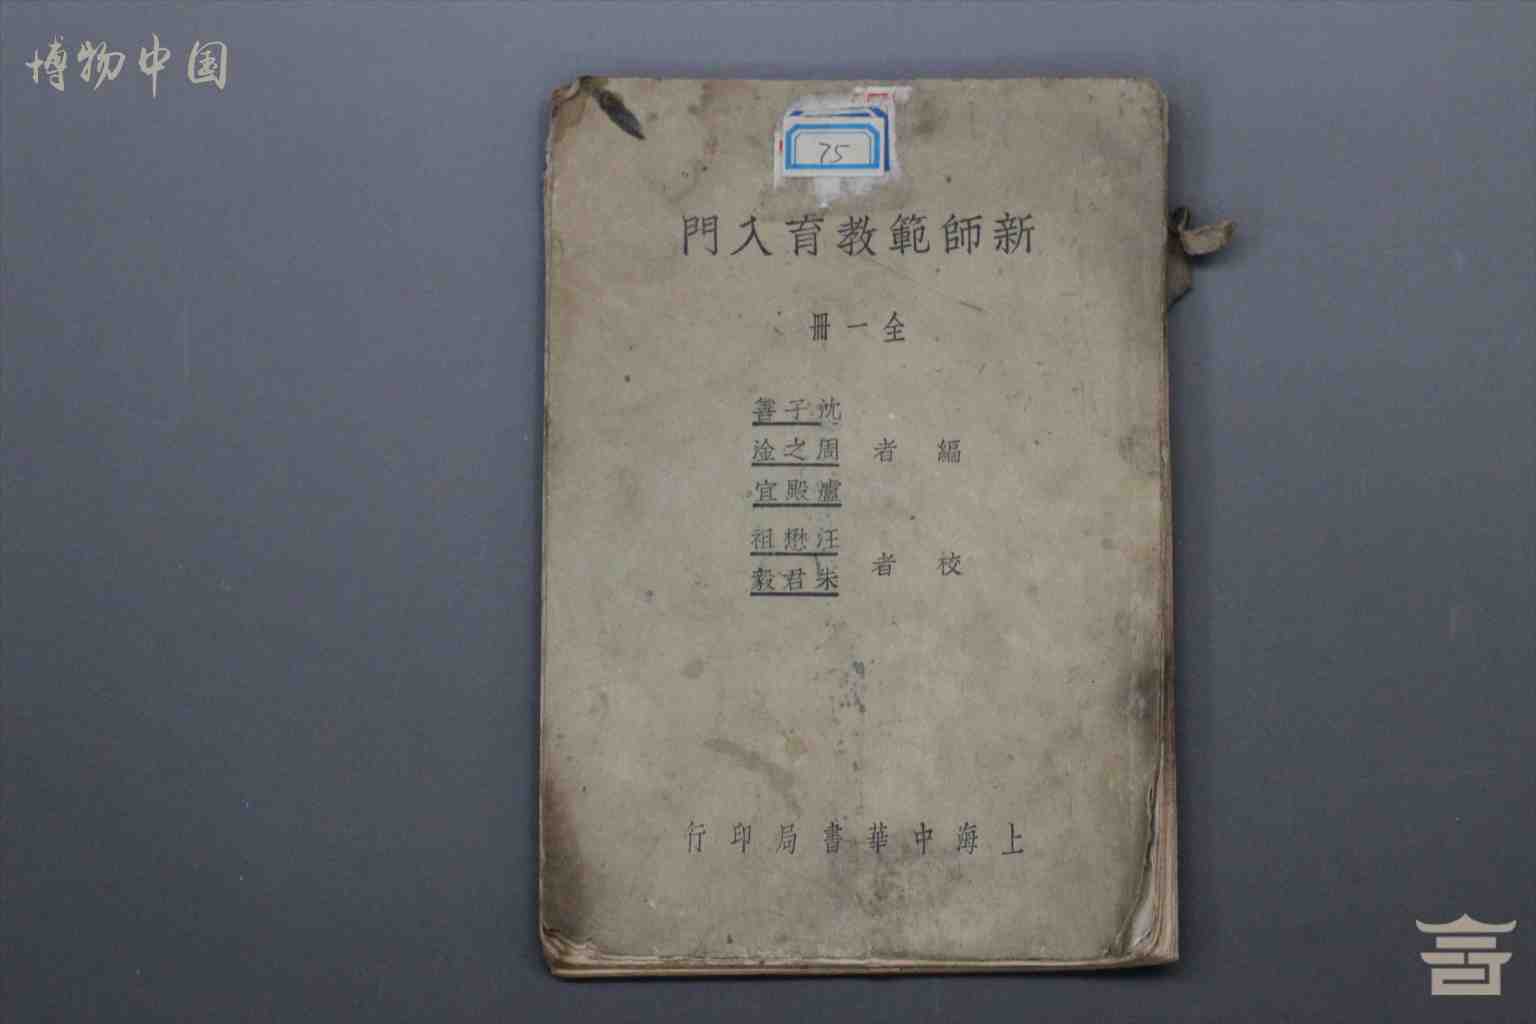 博物中国
75
新師範教育入門
全一冊
編者
沈子善
周之淦
盧殿宜
校者
汪懋祖
朱君毅
上海中華書局印行